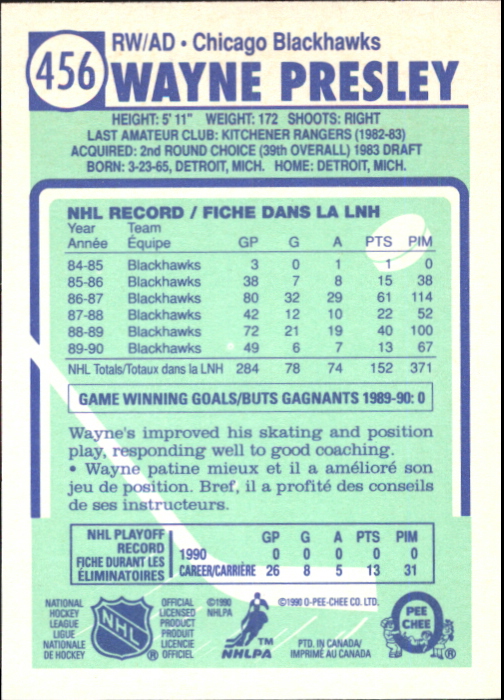 456
RW/AD • Chicago Blackhawks
WAYNE PRESLEY
HEIGHT: 5' 11" WEIGHT: 172 SHOOTS: RIGHT
LAST AMATEUR CLUB: KITCHENER RANGERS (1982-83)
ACQUIRED: 2nd ROUND CHOICE (39th OVERALL) 1983 DRAFT
BORN: 3-23-65, DETROIT, MICH. HOME: DETROIT, MICH.
NHL RECORD / FICHE DANS LA LNH
Year Team
Année Équipe GP G A PTS PIM
84-85 Blackhawks 3 0 1 1 0
85-86 Blackhawks 38 7 8 15 38
86-87 Blackhawks 80 32 29 61 114
87-88 Blackhawks 42 12 10 22 52
88-89 Blackhawks 72 21 19 40 100
89-90 Blackhawks 49 6 7 13 67
NHL Totals/Totaux dans la LNH 284 78 74 152 371
GAME WINNING GOALS/BUTS GAGNANTS 1989-90: 0
Wayne's improved his skating and position
play, responding well to good coaching.
• Wayne patine mieux et il a amélioré son
jeu de position. Bref, il a profité des conseils
de ses instructeurs.
NHL PLAYOFF
RECORD
FICHE DURANT LES
ÉLIMINATOIRES
GP G A PTS PIM
1990 0 0 0 0 0
CAREER/CARRIÈRE 26 8 5 13 31
NATIONAL
HOCKEY
LEAGUE
LIGUE
NATIONALE
DE HOCKEY
NHL
®
OFFICIAL
LICENSED
PRODUCT
PRODUIT
LICENCIÉ
OFFICIEL
©1990
NHLPA
TM
NHLPA
©1990 O-PEE-CHEE CO. LTD.
PTD. IN CANADA/
IMPRIMÉ AU CANADA
PEE
CHEE
®